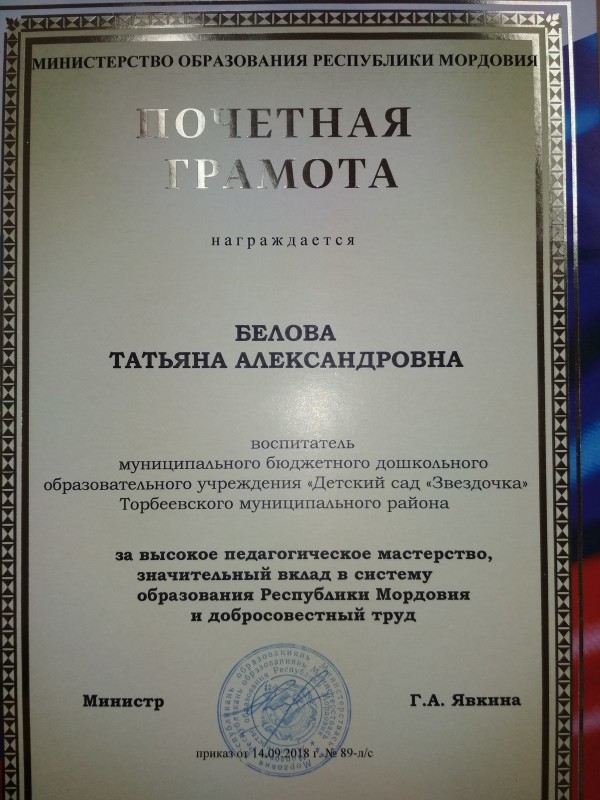 МИНИСТЕРСТВО ОБРАЗОВАНИЯ РЕСПУБЛИКИ МОРДОВИЯ
ПОЧЕТНАЯ
ГРАМОТА
награждается
БЕЛОВА
ТАТЬЯНА АЛЕКСАНДРОВНА
воспитатель
муниципального бюджетного дошкольного
образовательного учреждения «Детский сад «Звездочка»
Торбеевского муниципального района
за высокое педагогическое мастерство,
значительный вклад в систему
образования Республики Мордовия
и добросовестный труд
Министр
Г.А. Явкина
приказ от 14.09.2018 г. № 89-л/с